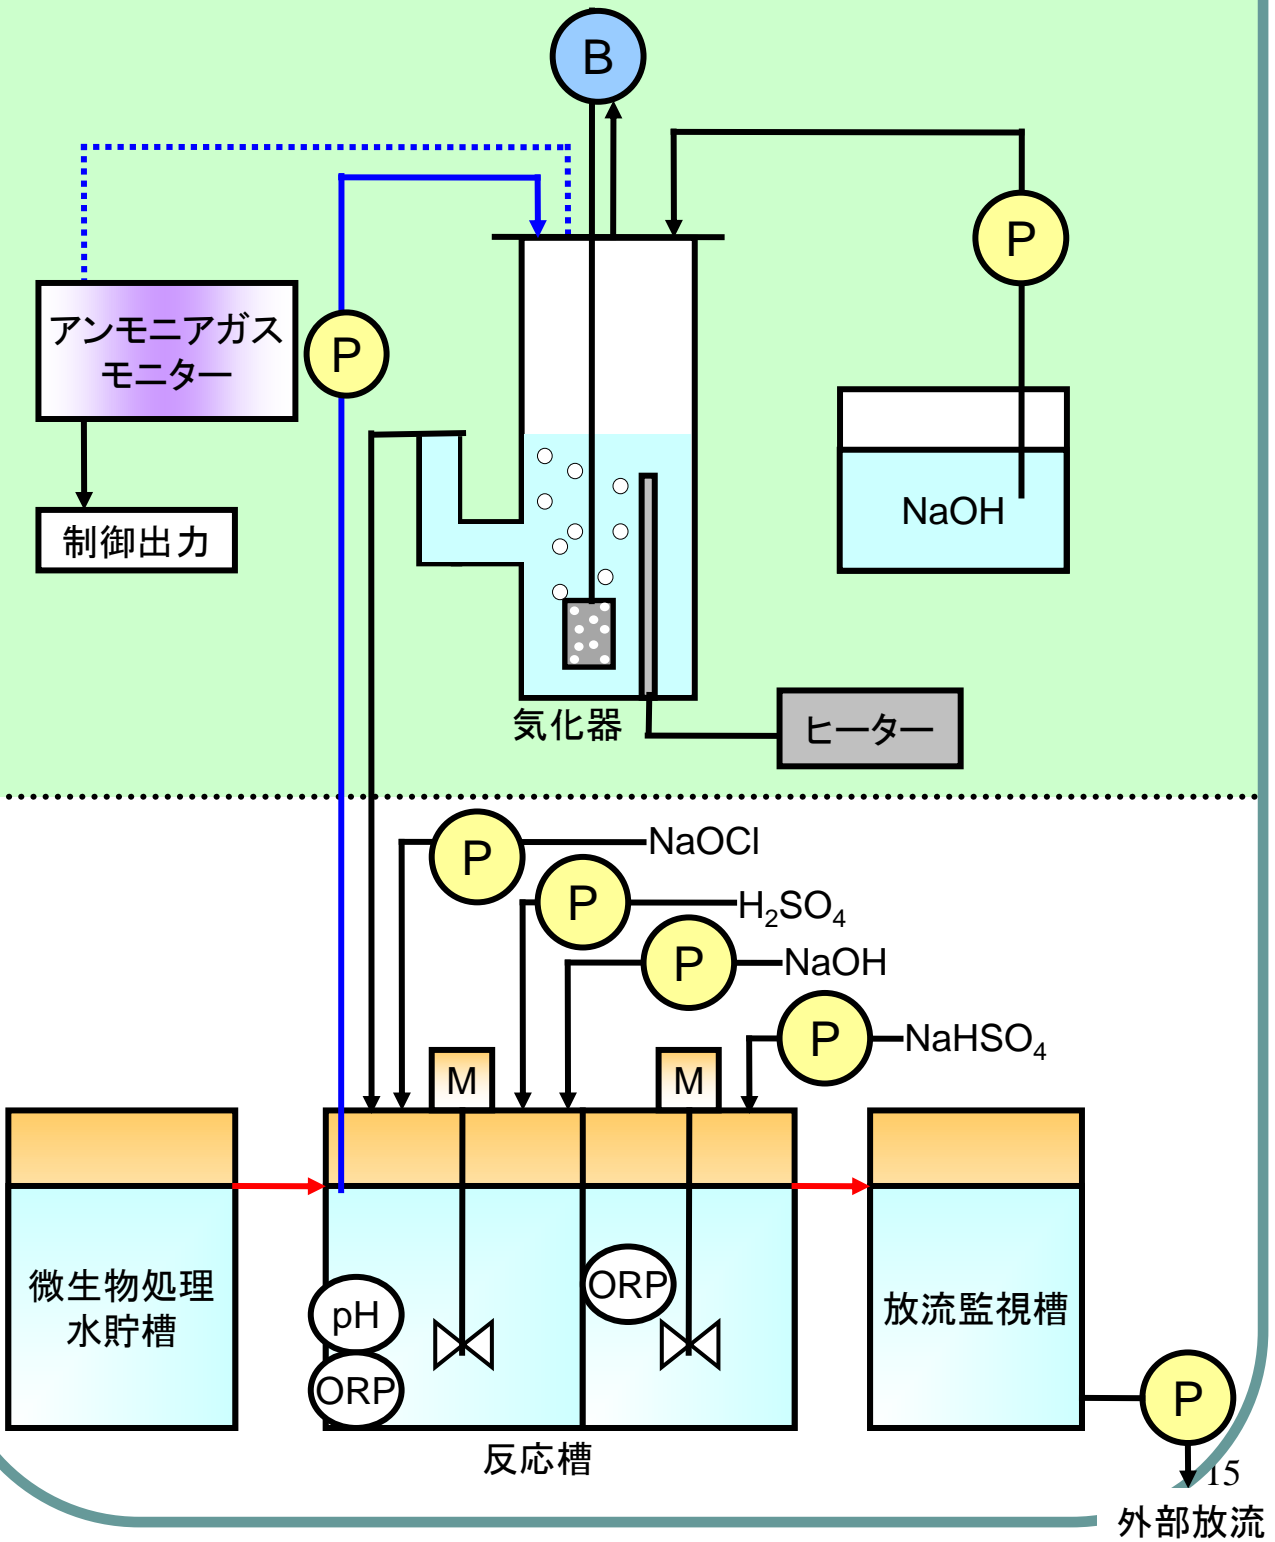 B
P
アンモニアガス
モニター
P
NaOH
制御出力
気化器
ヒーター
P
NaOCl
P
H₂SO₄
P
NaOH
P
NaHSO₄
M
M
微生物処理
水貯槽
pH
ORP
ORP
放流監視槽
P
反応槽
15
外部放流